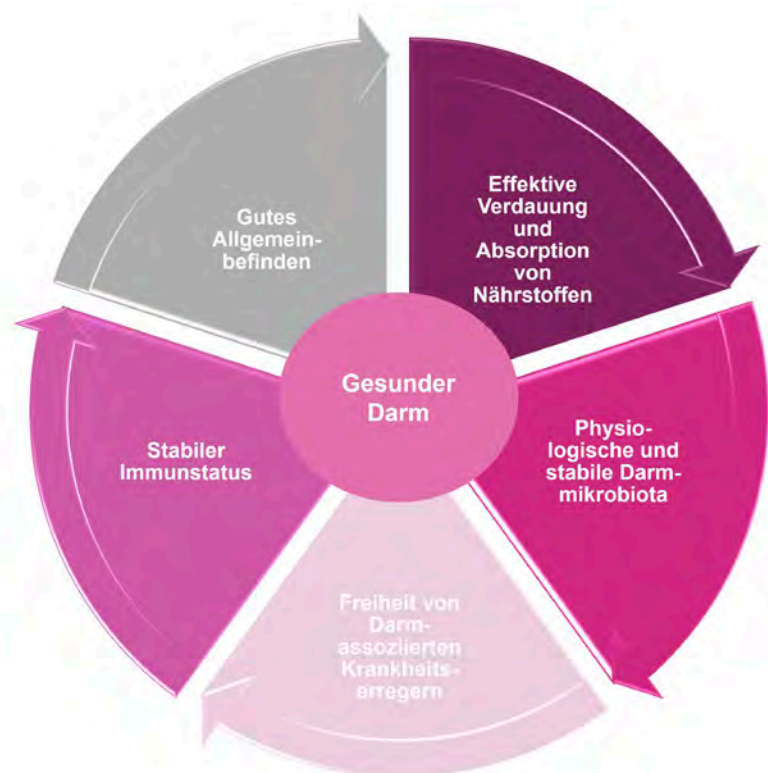 Effektive
Verdauung
und
Absorption
von
Nährstoffen
Physio-
logische und
stabile Darm-
mikrobiota
Freiheit von
Darm-
assoziierten
Krankheits-
erregern
Stabiler
Immunstatus
Gutes
Allgemein-
befinden
Gesunder
Darm